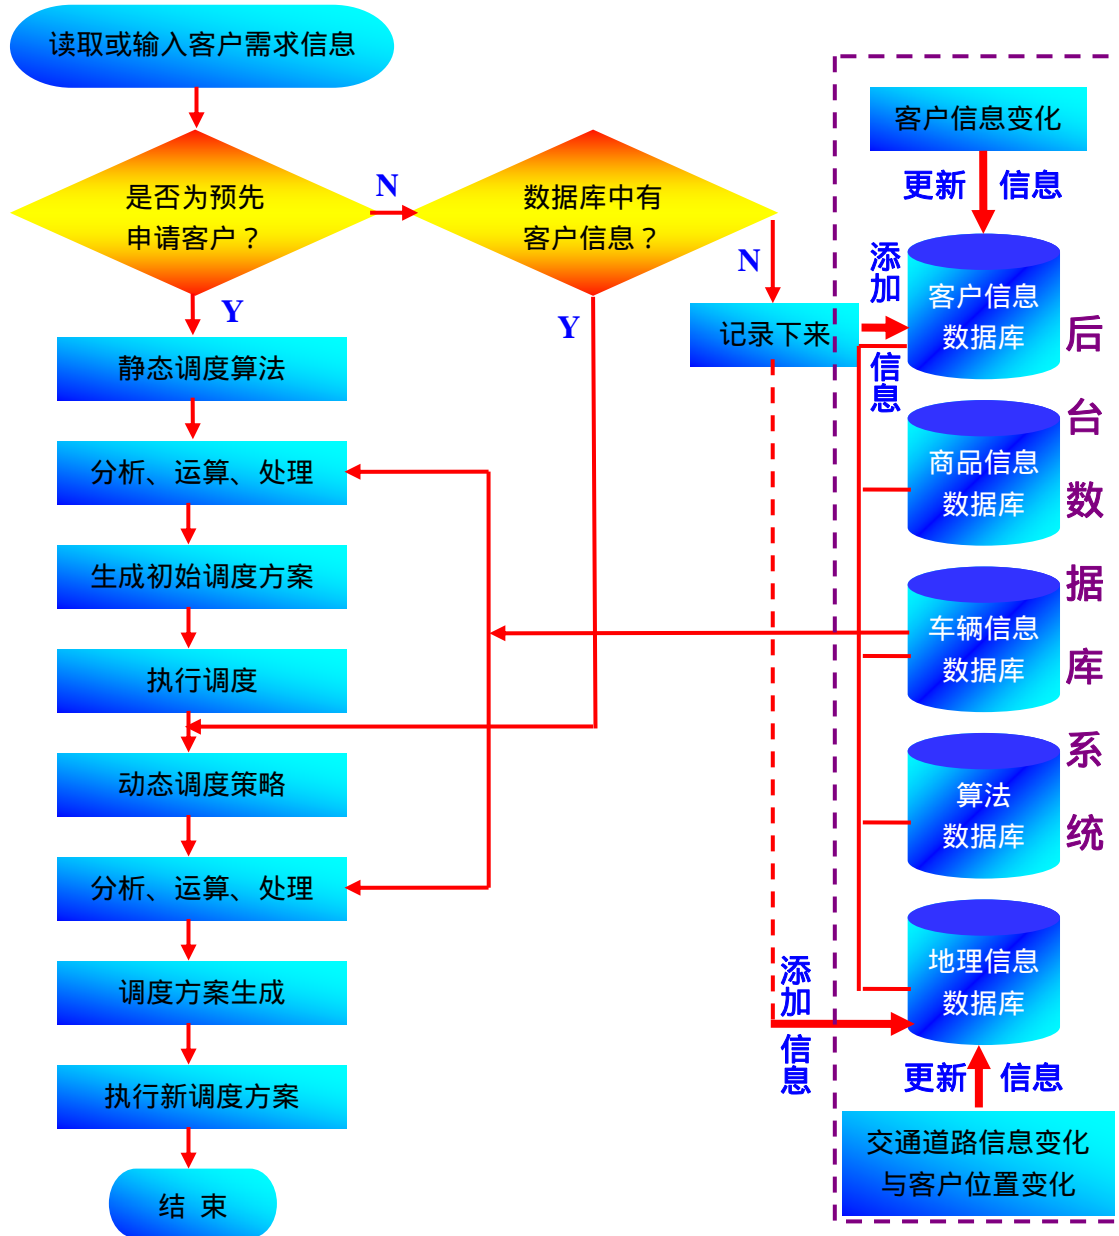 读取或输入客户需求信息
是否为预先
申请客户？
N
数据库中有
客户信息？
Y
N
Y
静态调度算法
分析、运算、处理
生成初始调度方案
执行调度
动态调度策略
分析、运算、处理
调度方案生成
执行新调度方案
结 束
记录下来
添加
信息
添加
信息
客户信息变化
更新 信息
客户信息
数据库
商品信息
数据库
车辆信息
数据库
算法
数据库
地理信息
数据库
更新 信息
交通道路信息变化
与客户位置变化
后台数据库系统